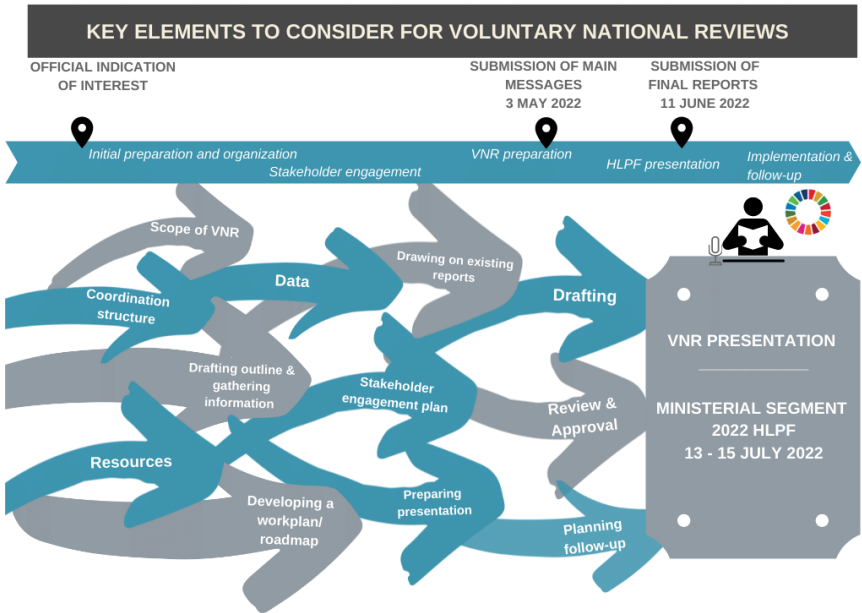 KEY ELEMENTS TO CONSIDER FOR VOLUNTARY NATIONAL REVIEWS
OFFICIAL INDICATION
OF INTEREST
SUBMISSION OF MAIN
MESSAGES
3 MAY 2022
SUBMISSION OF
FINAL REPORTS
11 JUNE 2022
Initial preparation and organization
Stakeholder engagement
VNR preparation
HLPF presentation
Implementation &
follow-up
Scope of VNR
Drawing on existing
reports
Coordination
structure
Data
Drafting
Drafting outline &
gathering
information
Stakeholder
engagement plan
Review &
Approval
Resources
Developing a
workplan/
roadmap
Preparing
presentation
Planning
follow-up
VNR PRESENTATION
MINISTERIAL SEGMENT
2022 HLPF
13 - 15 JULY 2022